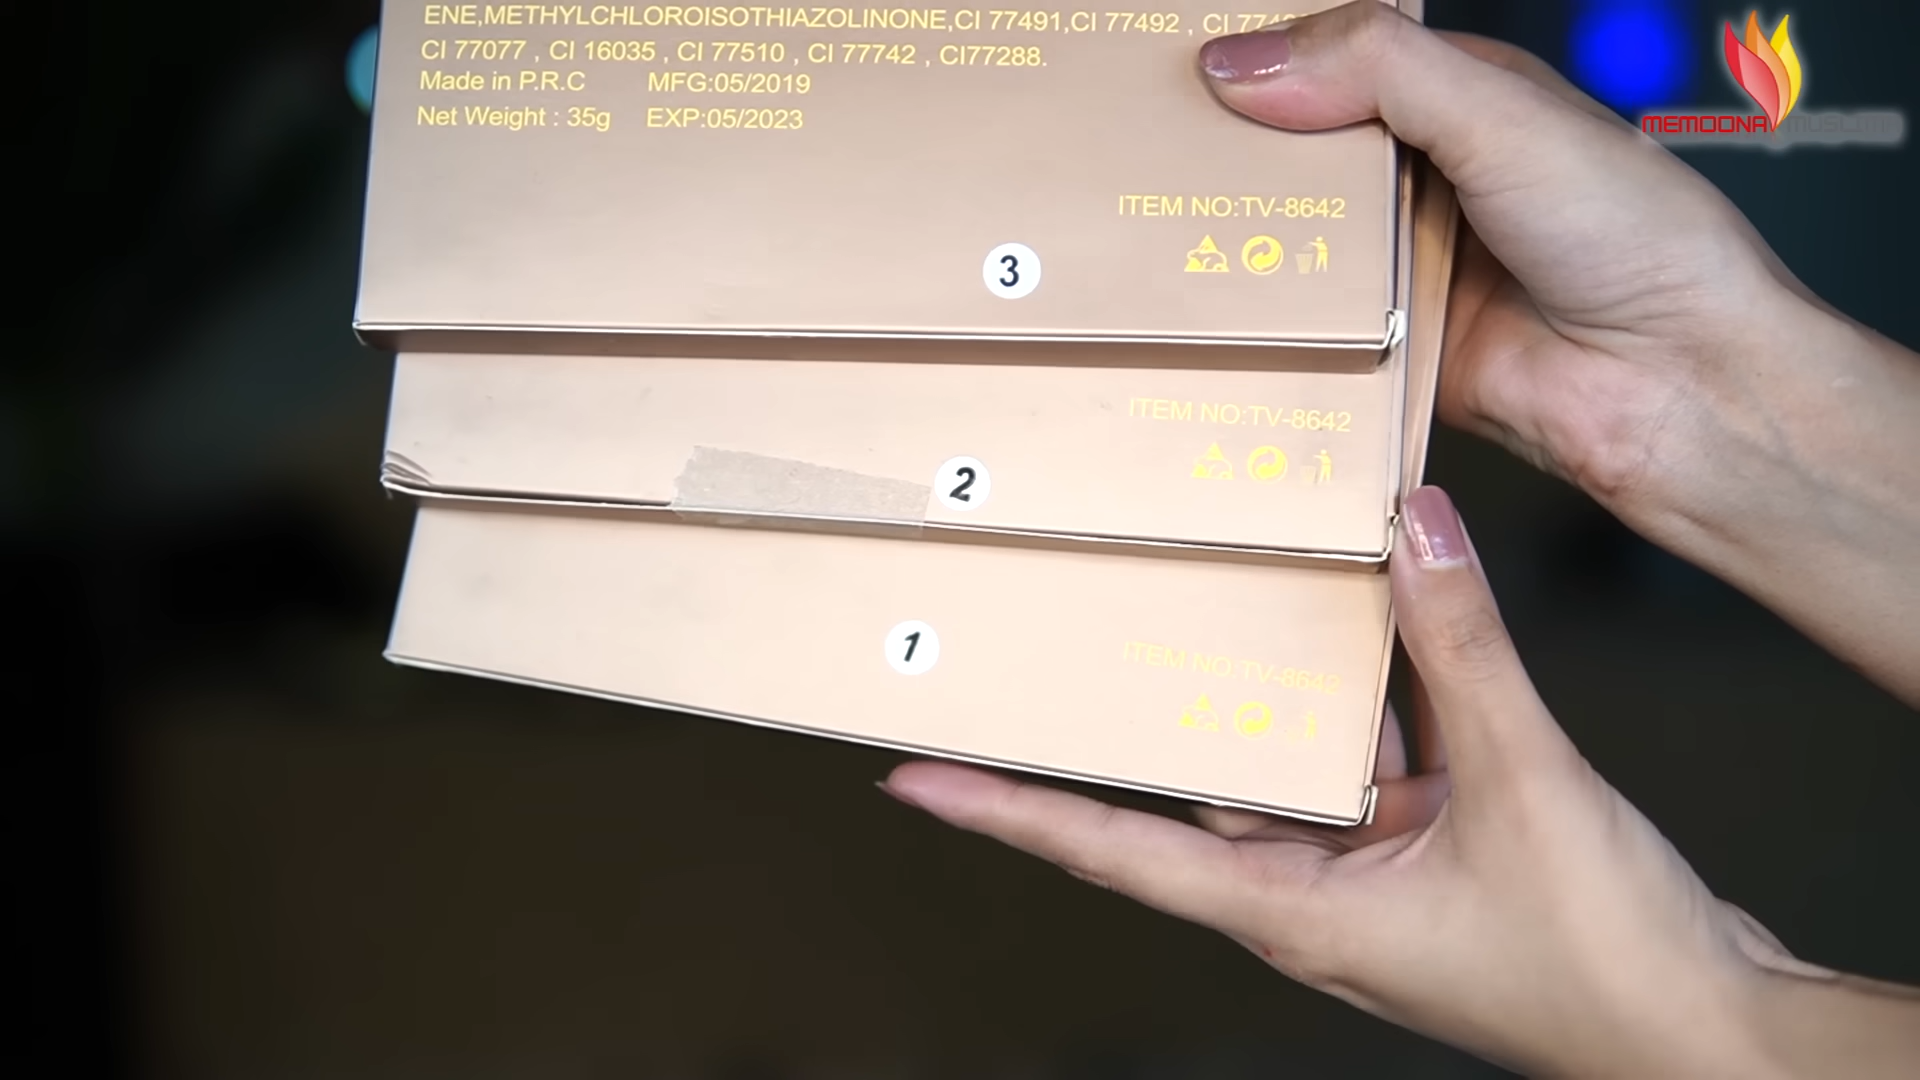 ENE,METHYLCHLOROISOTHIAZOLINONE,CI 77491,CI 77492 , CI
CI 77077 , CI 16035 , CI 77510 , CI 77742 , CI77288.
Made in P.R.C MFG:05/2019
Net Weight : 35g EXP:05/2023
ITEM NO:TV-8642
3
ITEM NO:TV-8642
2
ITEM NO:TV-8642
1
MEMOONA MUSLIMA